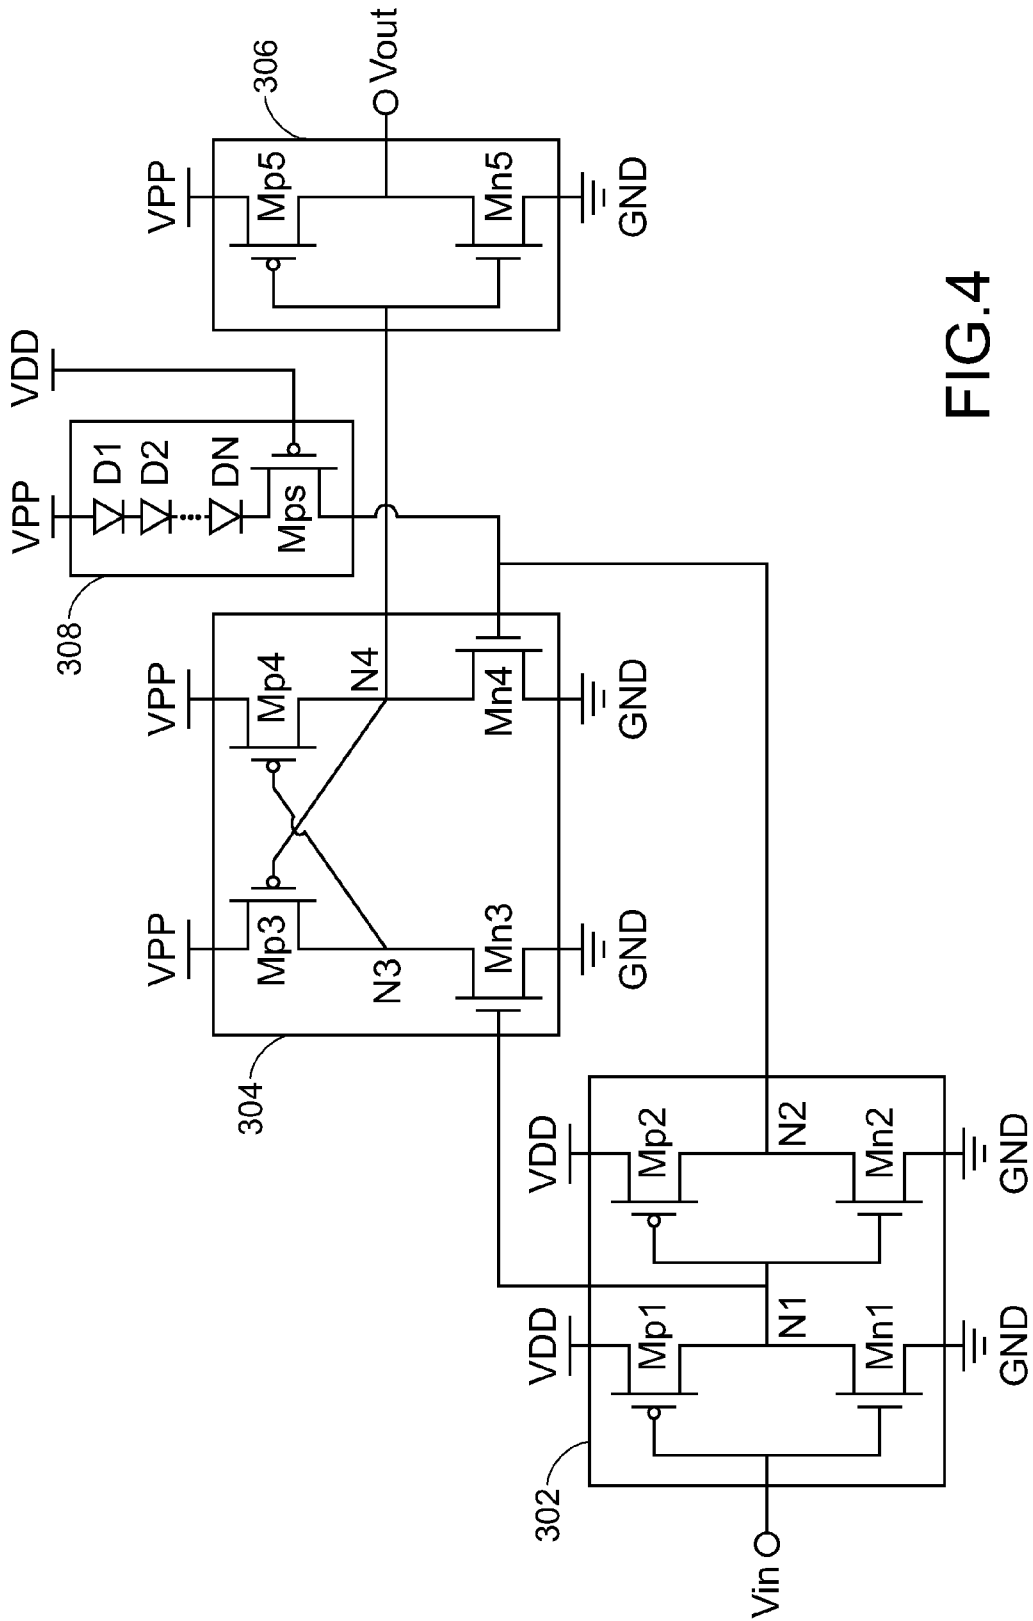 VPP
VDD
308
D1
D2
DN
Mps
VPP
VPP
VPP
306
304
Mp3
Mp4
Mp5
N3
N4
Vout
Mn3
Mn4
Mn5
GND
GND
GND
302
VDD
VDD
Mp1
Mp2
Vin
N1
N2
Mn1
Mn2
GND
GND
FIG.4